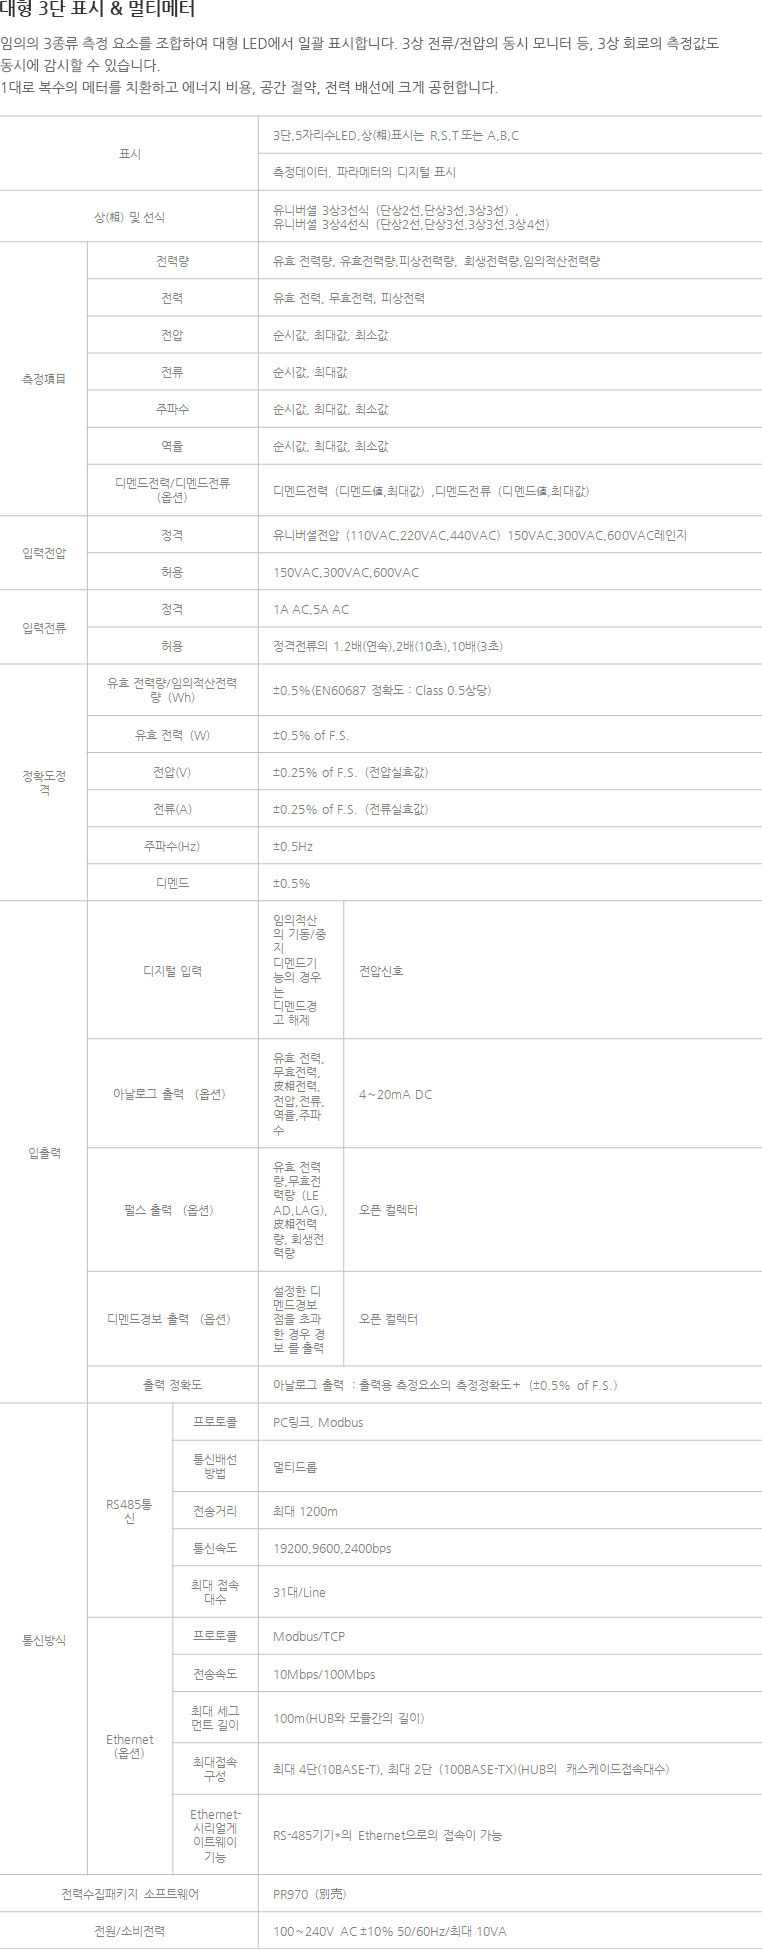 대형 3단 표시 & 멀티메터
임의의 3종류 측정 요소를 조합하여 대형 LED에서 일괄 표시합니다. 3상 전류/전압의 동시 모니터 등, 3상 회로의 측정값도
동시에 감시할 수 있습니다.
1대로 복수의 메터를 치환하고 에너지 비용, 공간 절약, 전력 배선에 크게 공헌합니다.
표시
3단,5자리수LED,상(相)표시는 R,S,T 또는 A,B,C
측정데이터, 파라메터의 디지털 표시
상(相) 및 선식
유니버셜 3상3선식 (단상2선,단상3선,3상3선) ,
유니버셜 3상4선식 (단상2선,단상3선,3상3선,3상4선)
측정項目
전력량
유효 전력량, 유효전력량,피상전력량, 회생전력량,임의적산전력량
전력
유효 전력, 무효전력, 피상전력
전압
순시값, 최대값, 최소값
전류
순시값, 최대값
주파수
순시값, 최대값, 최소값
역율
순시값, 최대값, 최소값
디멘드전력/디멘드전류
(옵션)
디멘드전력 (디멘드値,최대값) ,디멘드전류 (디멘드値,최대값)
입력전압
정격
유니버셜전압 (110VAC,220VAC,440VAC) 150VAC,300VAC,600VAC레인지
허용
150VAC,300VAC,600VAC
입력전류
정격
1A AC,5A AC
허용
정격전류의 1.2배(연속),2배(10초),10배(3초)
정확도정
격
유효 전력량/임의적산전력
량 (Wh)
±0.5%(EN60687 정확도 : Class 0.5상당)
유효 전력 (W)
±0.5% of F.S.
전압(V)
±0.25% of F.S. (전압실효값)
전류(A)
±0.25% of F.S. (전류실효값)
주파수(Hz)
±0.5Hz
디멘드
±0.5%
입출력
디지털 입력
임의적산
의 기동/중
지
디멘드기
능의 경우
는
디멘드경
고 해제
전압신호
아날로그 출력 (옵션)
유효 전력,
무효전력,
皮相전력,
전압,전류,
역율,주파
수
4~20mA DC
펄스 출력 (옵션)
유효 전력
량,무효전
력량 (LE
AD,LAG),
皮相전력
량, 회생전
력량
오픈 컬렉터
디멘드경보 출력 (옵션)
설정한 디
멘드경보
점을 초과
한 경우 경
보 를 출력
오픈 컬렉터
출력 정확도
아날로그 출력 : 출력용 측정요소의 측정정확도+ (±0.5% of F.S.)
통신방식
RS485통
신
프로토콜
PC링크, Modbus
통신배선
방법
멀티드롭
전송거리
최대 1200m
통신속도
19200,9600,2400bps
최대 접속
대수
31대/Line
Ethernet
(옵션)
프로토콜
Modbus/TCP
전송속도
10Mbps/100Mbps
최대 세그
먼트 길이
100m(HUB와 모듈간의 길이)
최대접속
구성
최대 4단(10BASE-T), 최대 2단 (100BASE-TX)(HUB의 캐스케이드접속대수)
Ethernet-
시리얼게
이트웨이
기능
RS-485기기*의 Ethernet으로의 접속이 가능
전력수집패키지 소프트웨어
PR970 (別売)
전원/소비전력
100~240V AC ±10% 50/60Hz/최대 10VA